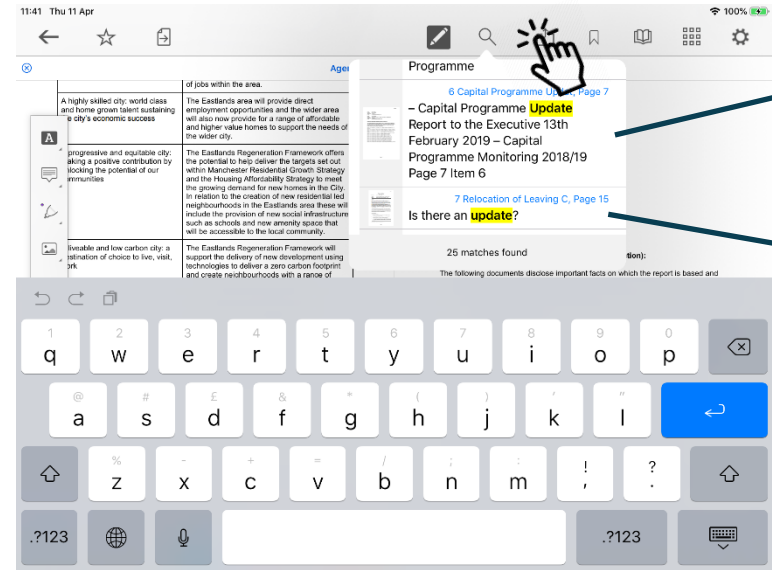 11:41 Thu 11 Apr
100%
Agen
of jobs within the area.
A highly skilled city: world class
and home grown talent sustaining
e city's economic success
The Eastlands area will provide direct
employment opportunities and the wider area
will also now provide for a range of affordable
and higher value homes to support the needs of
the wider city.
progressive and equitable city:
aking a positive contribution by
locking the potential of our
mmunities
The Eastlands Regeneration Framework offers
the potential to help deliver the targets set out
within Manchester Residential Growth Strategy
and the Housing Affordability Strategy to meet
the growing demand for new homes in the City.
In relation to the creation of new residential led
neighbourhoods in the Eastlands area these will
include the provision of new social infrastructure
such as schools and new amenity space that
will be accessible to the local community.
liveable and low carbon city: a
stination of choice to live, visit,
ork
The Eastlands Regeneration Framework will
support the delivery of new development using
technologies to deliver a zero carbon footprint
and create neighbourhoods with a range of
Programme
6 Capital Programme Updat, Page 7
– Capital Programme Update
Report to the Executive 13th
February 2019 – Capital
Programme Monitoring 2018/19
Page 7 Item 6
7 Relocation of Leaving C, Page 15
Is there an update?
25 matches found
tion):
The following documents disclose important facts on which the report is based and
A
1 2 3 4 5 6 7 8 9 0
q w e r t y u i o p
@ # £ & * ( ) ' "
a s d f g h j k l
% - + = / ; : ! ?
z x c v b n m , .
.?123 .?123